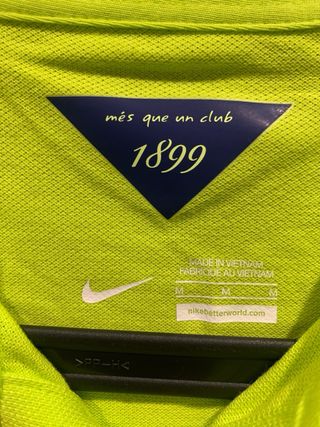 més que un club
1899
MADE IN VIETNAM
FABRIQUÉ AU VIETNAM
M M M
nikebetterworld.com